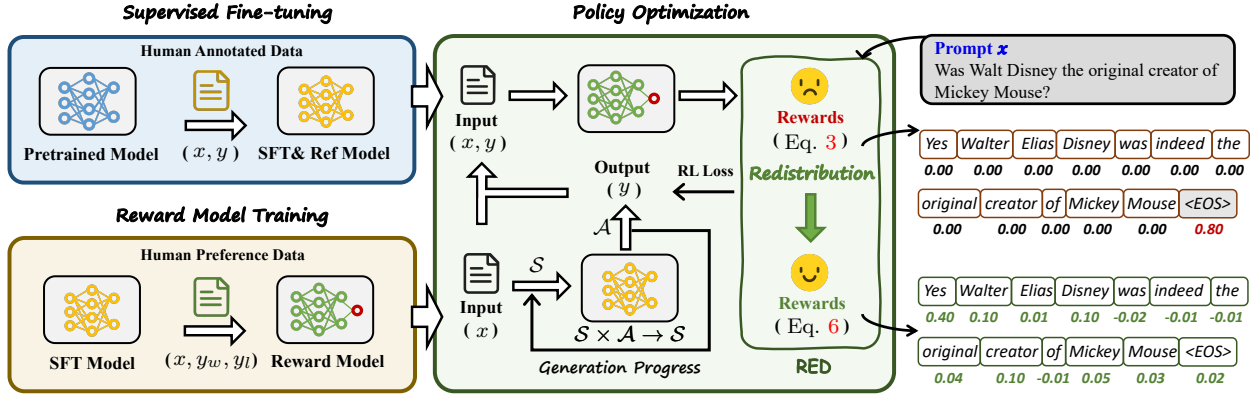 Supervised Fine-tuning
Human Annotated Data
Pretrained Model
(x, y)
SFT& Ref Model
Reward Model Training
Human Preference Data
SFT Model
(x, y_w, y_l)
Reward Model
Policy Optimization
Input
(x, y)
Output
(y)
RL Loss
A
S
Input
(x)
S × A → S
Generation Progress
Rewards
(Eq. 3)
Redistribution
Rewards
(Eq. 6)
RED
Prompt x
Was Walt Disney the original creator of
Mickey Mouse?
Yes Walter Elias Disney was indeed the
0.00 0.00 0.00 0.00 0.00 0.00 0.00
original creator of Mickey Mouse <EOS>
0.00 0.00 0.00 0.00 0.00 0.80
Yes Walter Elias Disney was indeed the
0.40 0.10 0.01 0.10 -0.02 -0.01 -0.01
original creator of Mickey Mouse <EOS>
0.04 0.10 -0.01 0.05 0.03 0.02